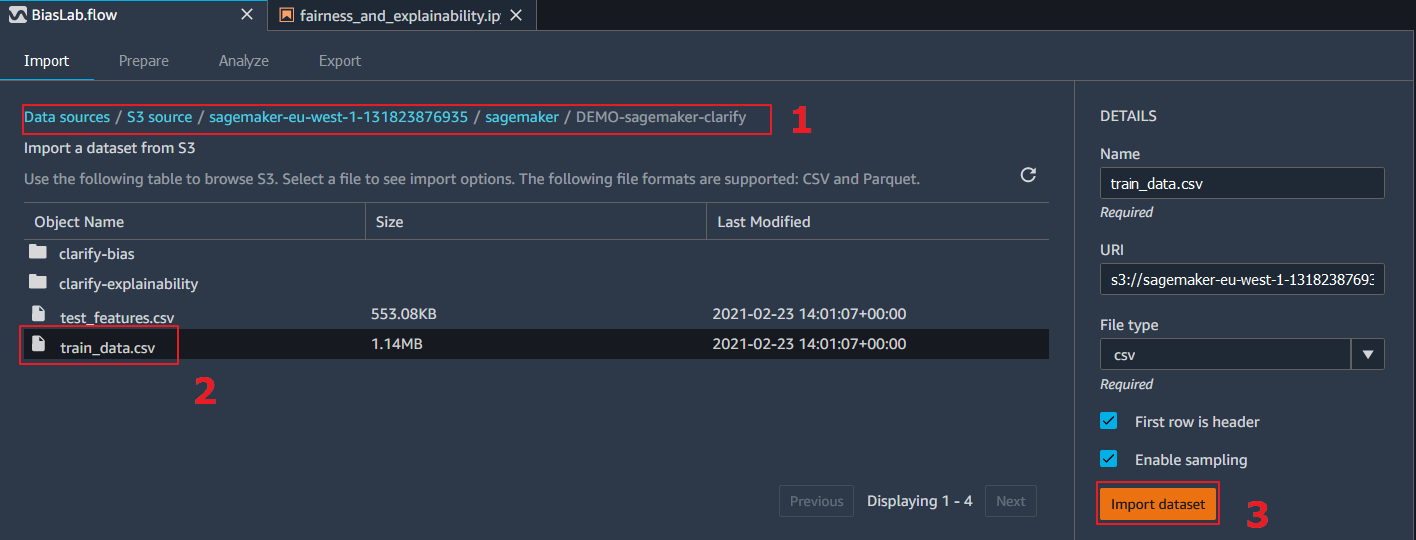 BiasLab.flow
fairness_and_explainability.ip
Import Prepare Analyze Export
Data sources / S3 source / sagemaker-eu-west-1-131823876935 / sagemaker / DEMO-sagemaker-clarify
1
Import a dataset from S3
Use the following table to browse S3. Select a file to see import options. The following file formats are supported: CSV and Parquet.
Object Name Size Last Modified
clarify-bias
clarify-explainability
test_features.csv 553.08KB 2021-02-23 14:01:07+00:00
train_data.csv 1.14MB 2021-02-23 14:01:07+00:00
2
Previous Displaying 1 - 4 Next
DETAILS
Name
train_data.csv
Required
URI
s3://sagemaker-eu-west-1-13182387693
File type
csv
Required
First row is header
Enable sampling
Import dataset
3